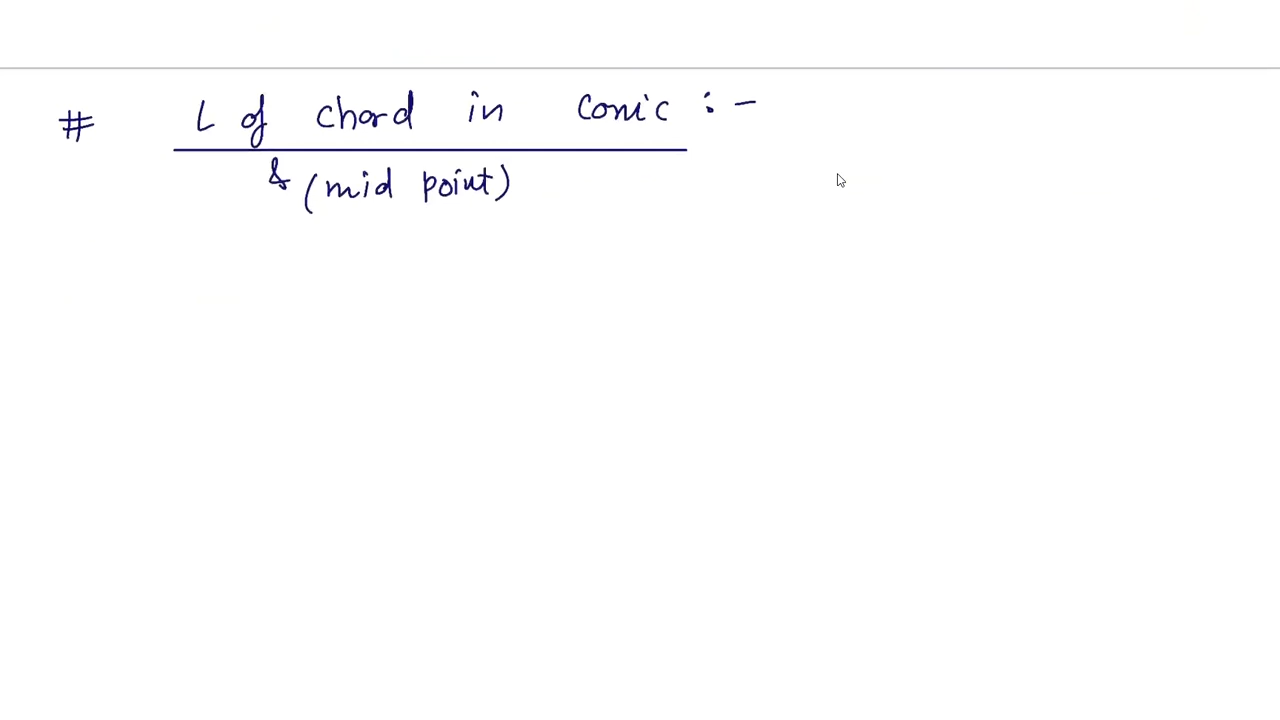 # L of chord in Conic :-
& (mid point)